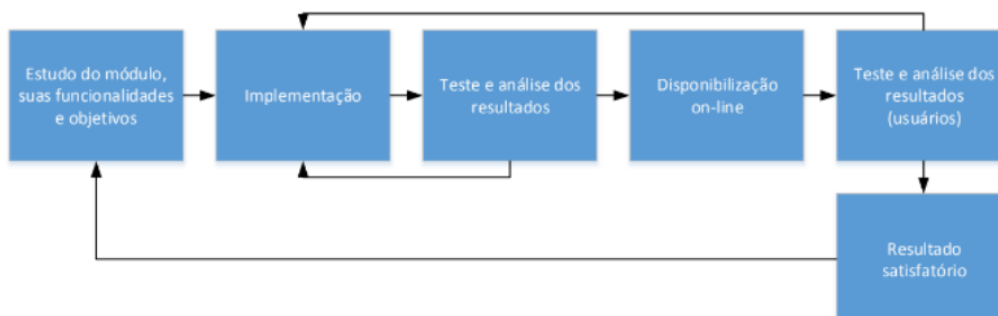 Estudo do módulo,
suas funcionalidades
e objetivos
Implementação
Teste e análise dos
resultados
Disponibilização
on-line
Teste e análise dos
resultados
(usuários)
Resultado
satisfatório